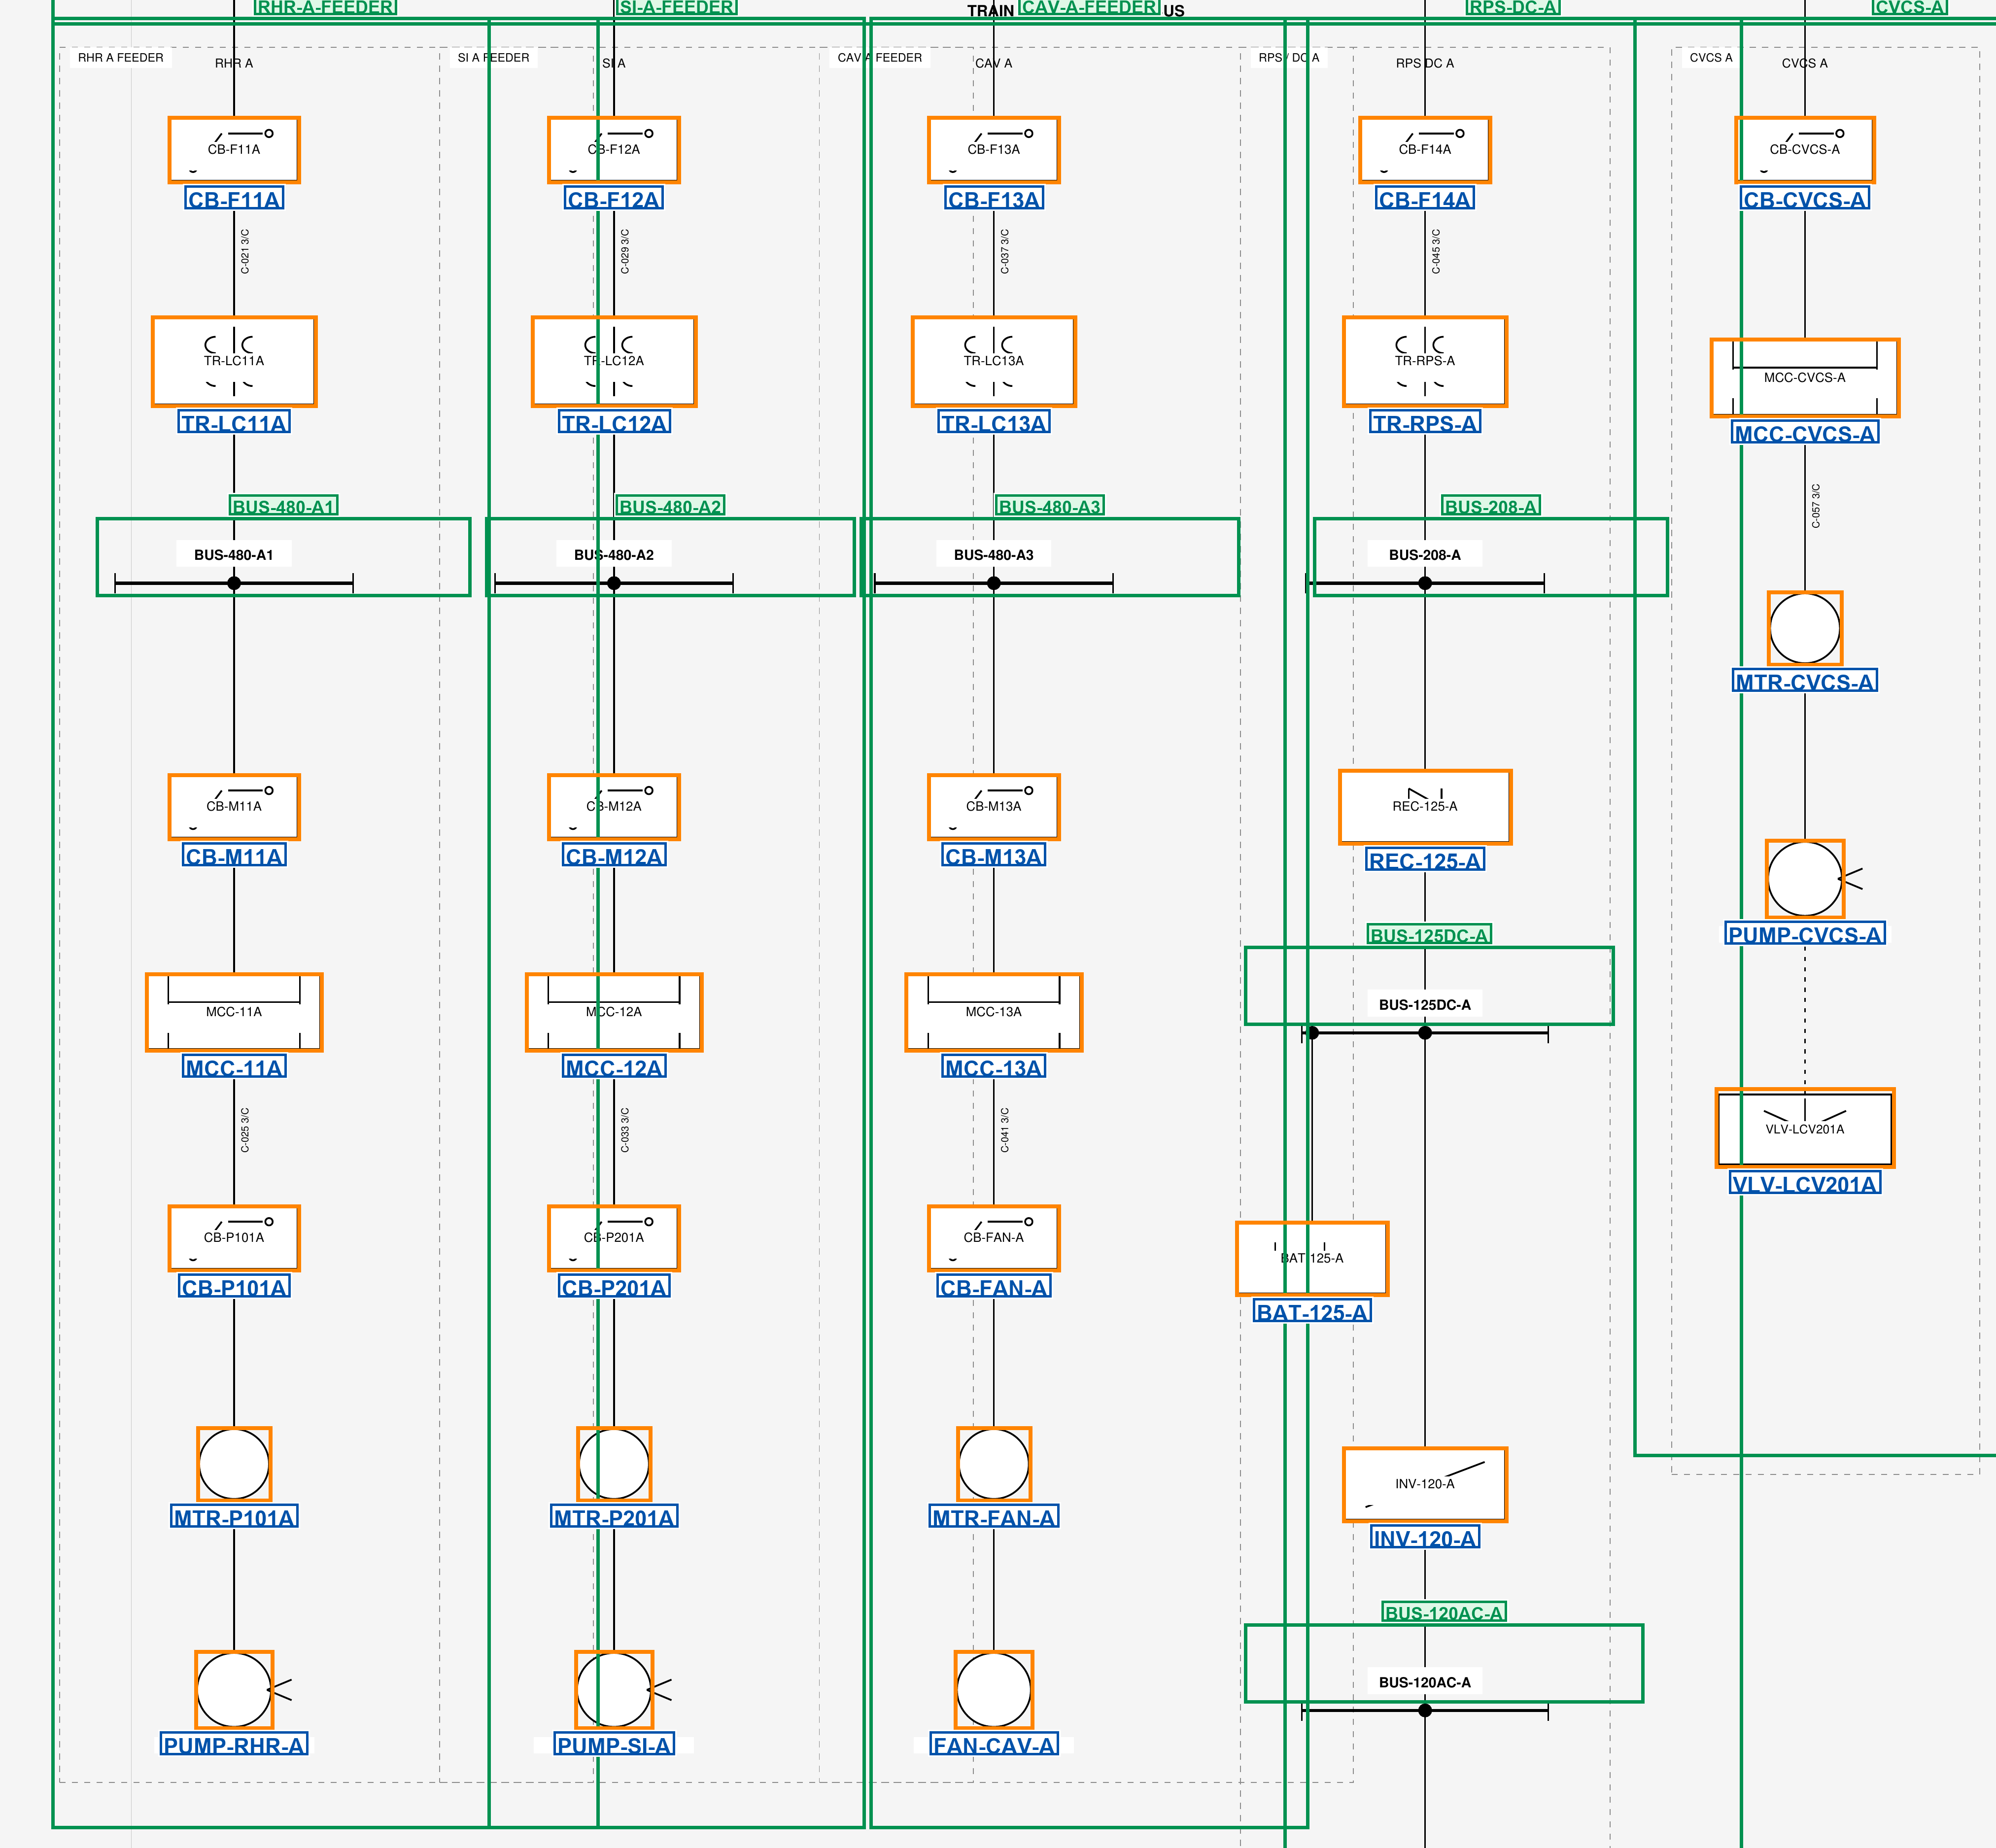 RHR-A-FEEDER SI-A-FEEDER TRAIN CAV-A-FEEDER US RPS-DC-A CVCS-A
RHR A FEEDER SI A FEEDER CAV A FEEDER RPS / DC A CVCS A
RHR A SI A CAV A RPS DC A CVCS A
CB-F11A CB-F12A CB-F13A CB-F14A CB-CVCS-A
CB-F11A CB-F12A CB-F13A CB-F14A CB-CVCS-A
C-021 3/C C-029 3/C C-037 3/C C-045 3/C
TR-LC11A TR-LC12A TR-LC13A TR-RPS-A MCC-CVCS-A
TR-LC11A TR-LC12A TR-LC13A TR-RPS-A MCC-CVCS-A
BUS-480-A1 BUS-480-A2 BUS-480-A3 BUS-208-A C-057 3/C
BUS-480-A1 BUS-480-A2 BUS-480-A3 BUS-208-A
MTR-CVCS-A
CB-M11A CB-M12A CB-M13A REC-125-A
CB-M11A CB-M12A CB-M13A REC-125-A
BUS-125DC-A PUMP-CVCS-A
MCC-11A MCC-12A MCC-13A BUS-125DC-A
MCC-11A MCC-12A MCC-13A
C-025 3/C C-033 3/C C-041 3/C VLV-LCV201A
VLV-LCV201A
CB-P101A CB-P201A CB-FAN-A BAT-125-A
CB-P101A CB-P201A CB-FAN-A BAT-125-A
INV-120-A
MTR-P101A MTR-P201A MTR-FAN-A INV-120-A
BUS-120AC-A
BUS-120AC-A
PUMP-RHR-A PUMP-SI-A FAN-CAV-A